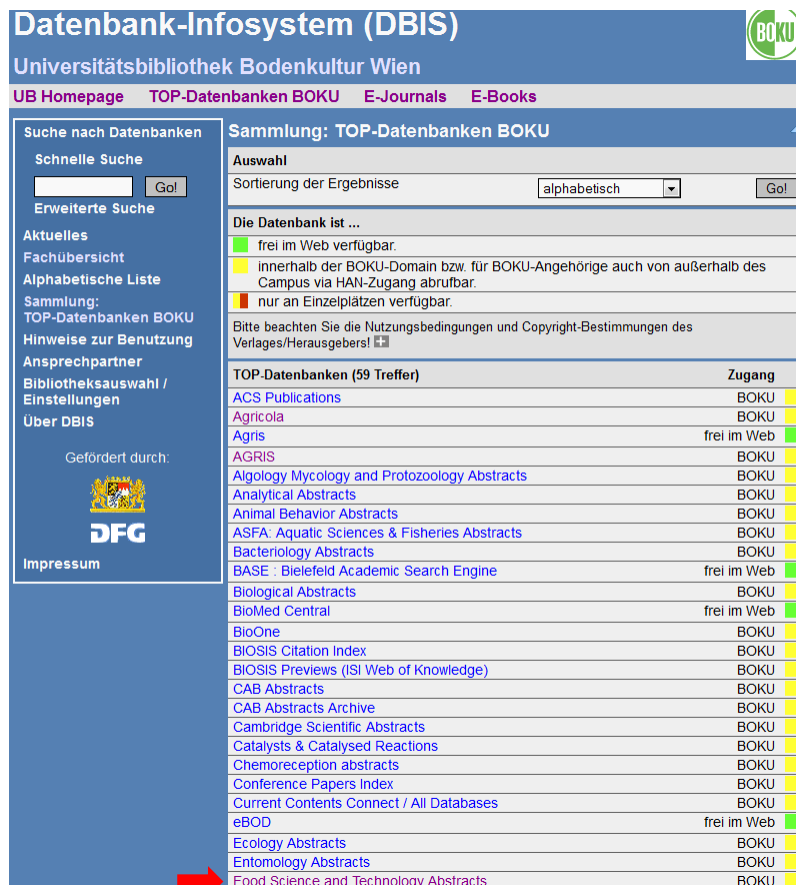 Datenbank-Infosystem (DBIS)
BOKU
Universitätsbibliothek Bodenkultur Wien
UB Homepage TOP-Datenbanken BOKU E-Journals E-Books
Suche nach Datenbanken
Schnelle Suche
Go!
Erweiterte Suche
Aktuelles
Fachübersicht
Alphabetische Liste
Sammlung:
TOP-Datenbanken BOKU
Hinweise zur Benutzung
Ansprechpartner
Bibliotheksauswahl /
Einstellungen
Über DBIS
Gefördert durch:
DFG
Impressum
Sammlung: TOP-Datenbanken BOKU
Auswahl
Sortierung der Ergebnisse alphabetisch Go!
Die Datenbank ist ...
frei im Web verfügbar.
innerhalb der BOKU-Domain bzw. für BOKU-Angehörige auch von außerhalb des
Campus via HAN-Zugang abrufbar.
nur an Einzelplätzen verfügbar.
Bitte beachten Sie die Nutzungsbedingungen und Copyright-Bestimmungen des
Verlages/Herausgebers!
TOP-Datenbanken (59 Treffer) Zugang
ACS Publications BOKU
Agricola BOKU
Agris frei im Web
AGRIS BOKU
Algology Mycology and Protozoology Abstracts BOKU
Analytical Abstracts BOKU
Animal Behavior Abstracts BOKU
ASFA: Aquatic Sciences & Fisheries Abstracts BOKU
Bacteriology Abstracts BOKU
BASE : Bielefeld Academic Search Engine frei im Web
Biological Abstracts BOKU
BioMed Central frei im Web
BioOne BOKU
BIOSIS Citation Index BOKU
BIOSIS Previews (ISI Web of Knowledge) BOKU
CAB Abstracts BOKU
CAB Abstracts Archive BOKU
Cambridge Scientific Abstracts BOKU
Catalysts & Catalysed Reactions BOKU
Chemoreception abstracts BOKU
Conference Papers Index BOKU
Current Contents Connect / All Databases BOKU
eBOD frei im Web
Ecology Abstracts BOKU
Entomology Abstracts BOKU
Food Science and Technology Abstracts BOKU